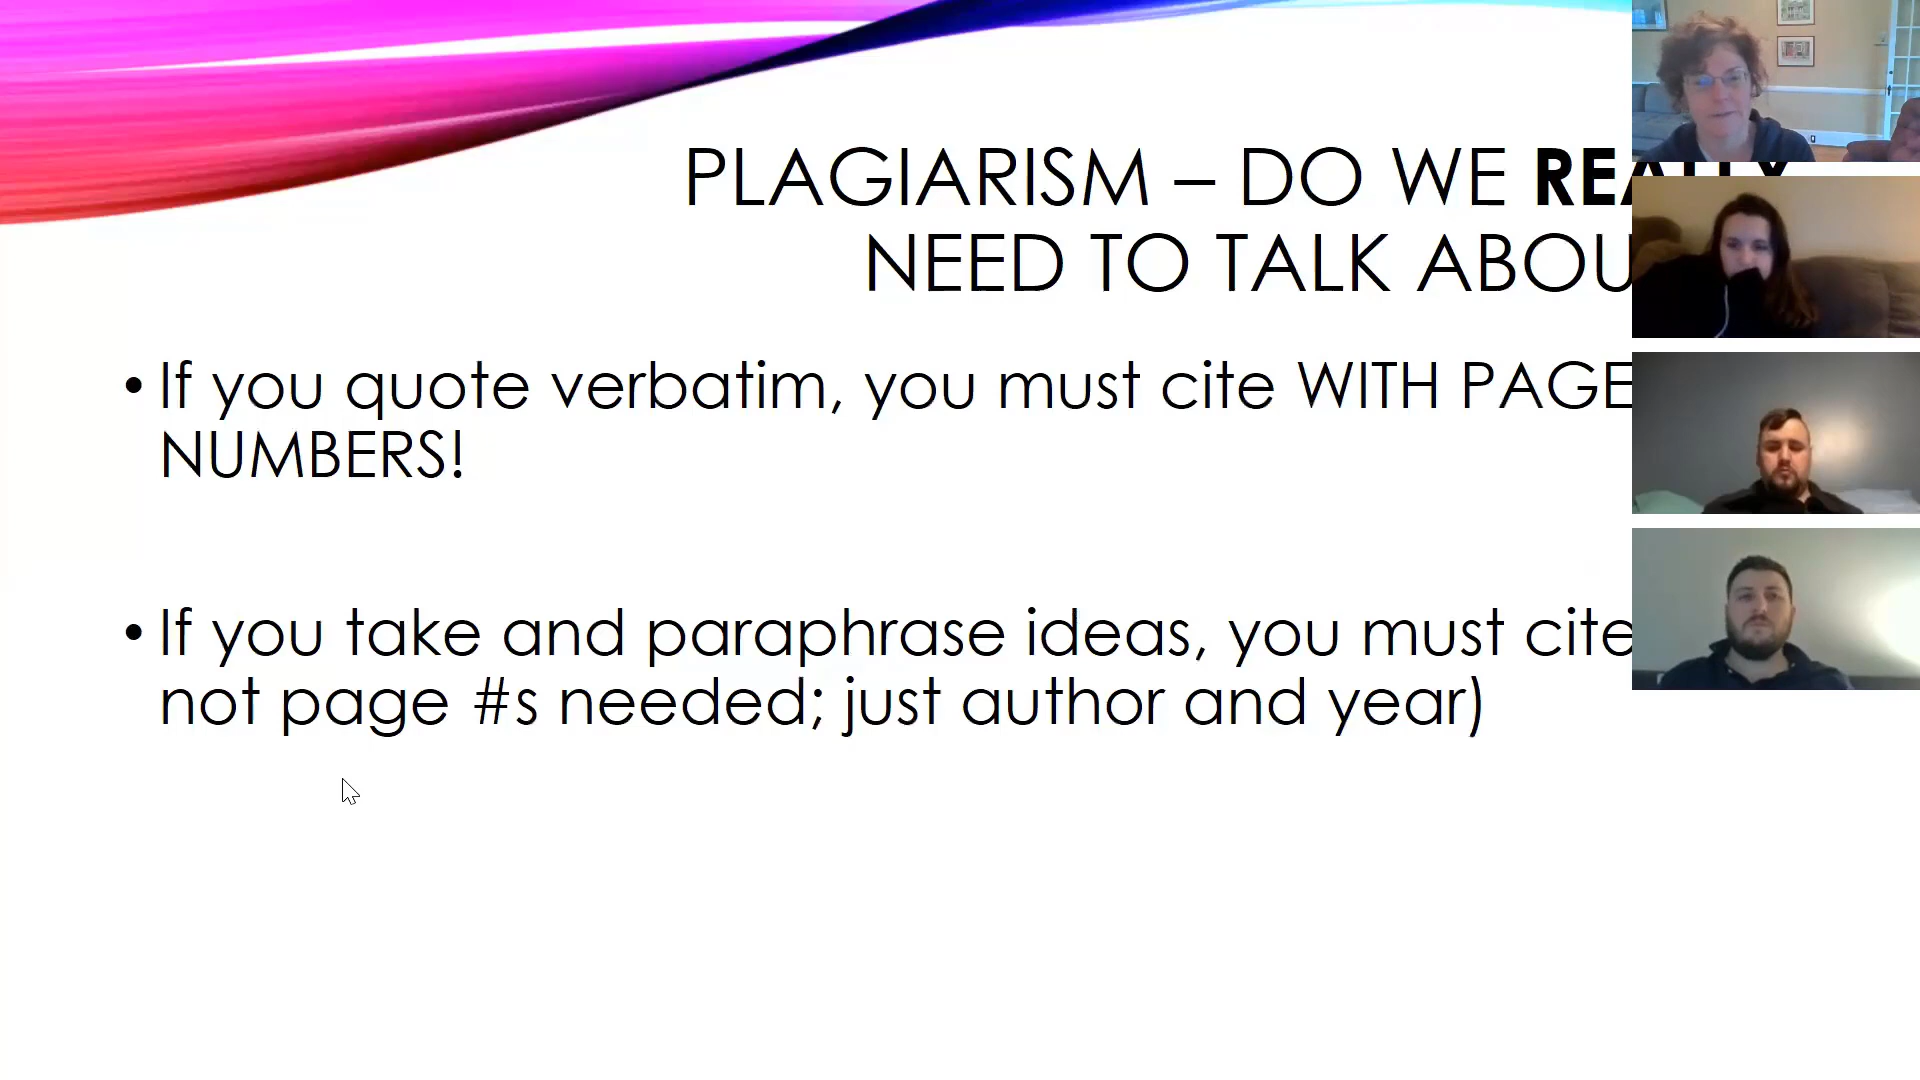 PLAGIARISM – DO WE REALLY
NEED TO TALK ABOU
• If you quote verbatim, you must cite WITH PAGE
NUMBERS!
• If you take and paraphrase ideas, you must cite
not page #s needed; just author and year)